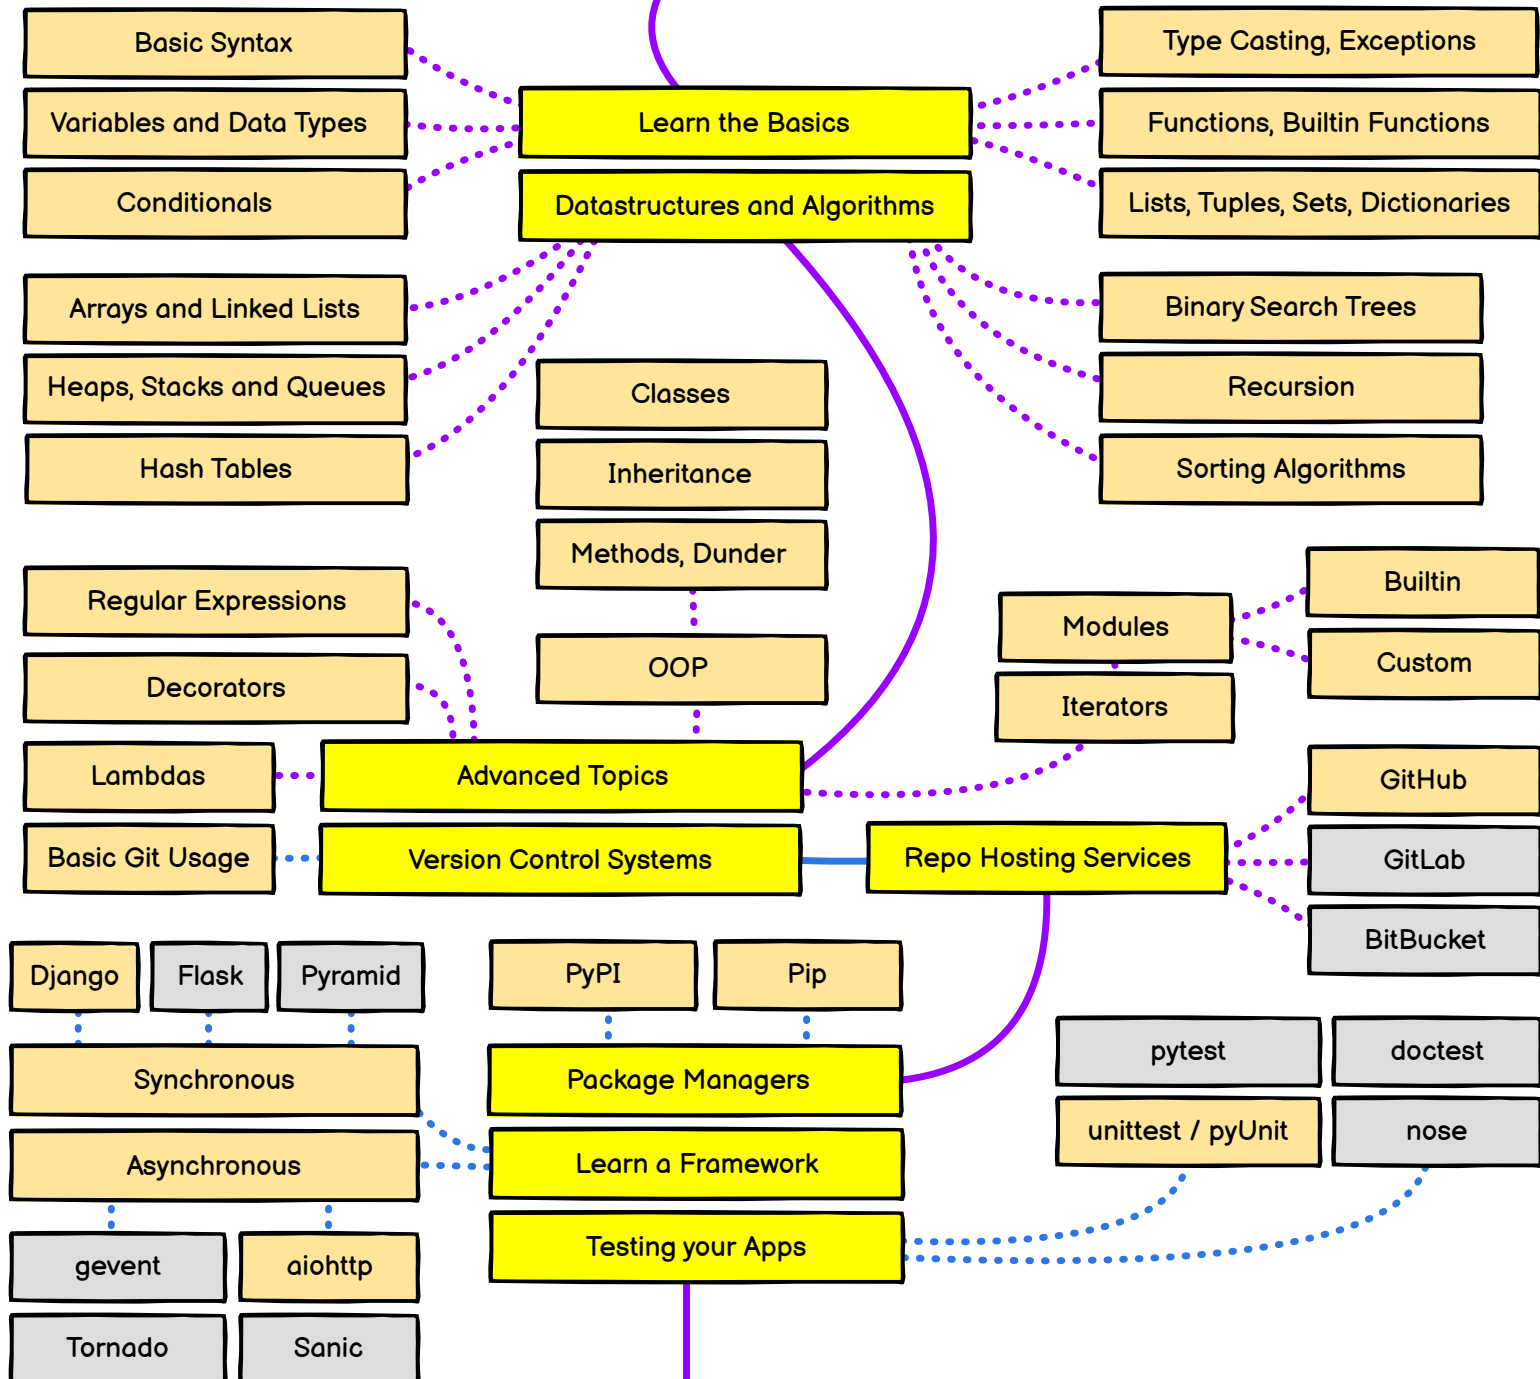 Basic Syntax
Variables and Data Types
Conditionals
Learn the Basics
Datastructures and Algorithms
Type Casting, Exceptions
Functions, Builtin Functions
Lists, Tuples, Sets, Dictionaries
Arrays and Linked Lists
Heaps, Stacks and Queues
Hash Tables
Classes
Inheritance
Methods, Dunder
OOP
Binary Search Trees
Recursion
Sorting Algorithms
Regular Expressions
Decorators
Lambdas
Advanced Topics
Modules
Iterators
Builtin
Custom
Basic Git Usage
Version Control Systems
Repo Hosting Services
GitHub
GitLab
BitBucket
Django
Flask
Pyramid
Synchronous
Asynchronous
gevent
aiohttp
Tornado
Sanic
PyPI
Pip
Package Managers
Learn a Framework
Testing your Apps
pytest
doctest
unittest / pyUnit
nose